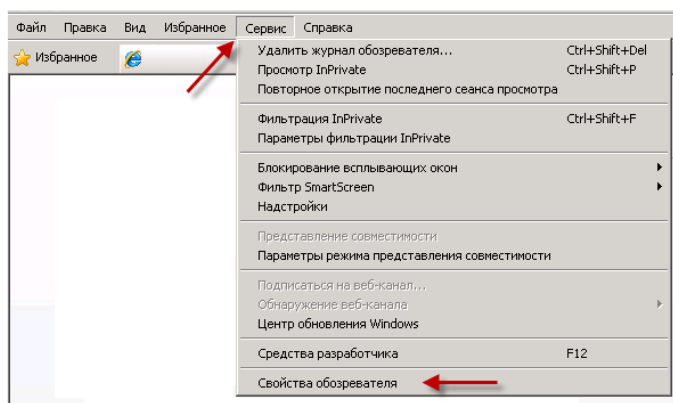 Файл Правка Вид Избранное Сервис Справка
Избранное
Удалить журнал обозревателя... Ctrl+Shift+Del
Просмотр InPrivate Ctrl+Shift+P
Повторное открытие последнего сеанса просмотра
Фильтрация InPrivate Ctrl+Shift+F
Параметры фильтрации InPrivate
Блокирование всплывающих окон
Фильтр SmartScreen
Надстройки
Представление совместимости
Параметры режима представления совместимости
Подписаться на веб-канал...
Обнаружение веб-канала
Центр обновления Windows
Средства разработчика F12
Свойства обозревателя